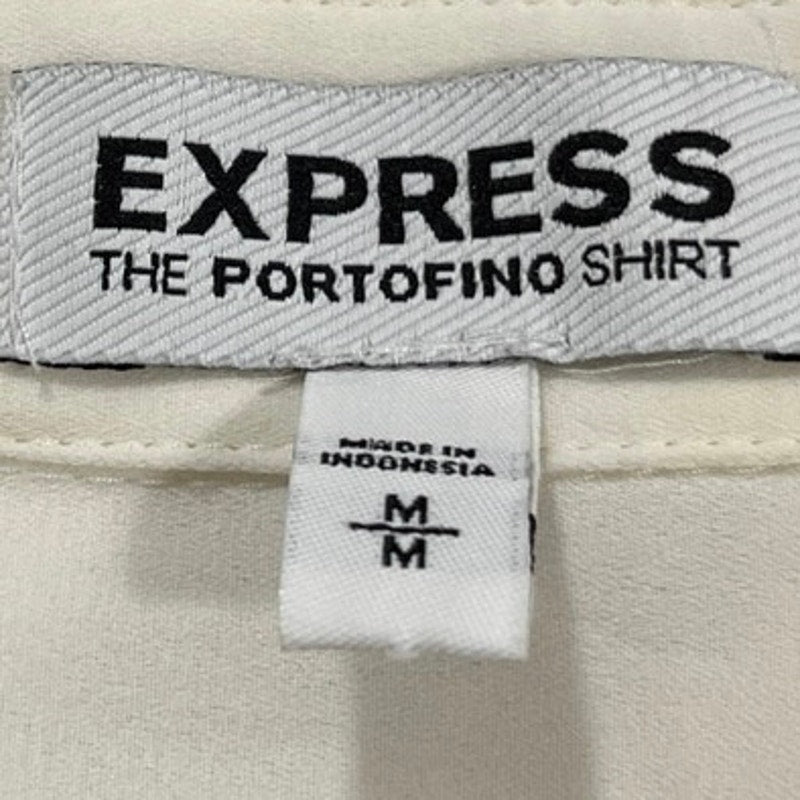 EXPRESS
THE PORTOFINO SHIRT
MADE IN
INDONESIA
M
M